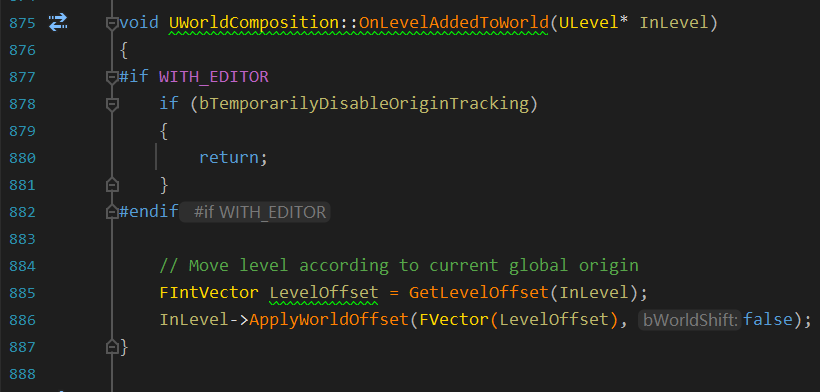 875 void UWorldComposition::OnLevelAddedToWorld(ULevel* InLevel)
876 {
877 #if WITH_EDITOR
878     if (bTemporarilyDisableOriginTracking)
879     {
880         return;
881     }
882 #endif #if WITH_EDITOR
883
884     // Move level according to current global origin
885     FIntVector LevelOffset = GetLevelOffset(InLevel);
886     InLevel->ApplyWorldOffset(FVector(LevelOffset), bWorldShift: false);
887 }
888